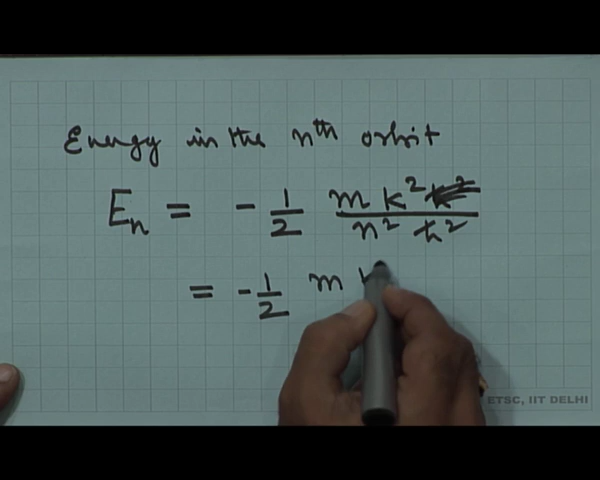 Energy in the nth orbit
En = - 1/2 m k² / n² ħ²
= - 1/2 m
ETSC, IIT DELHI